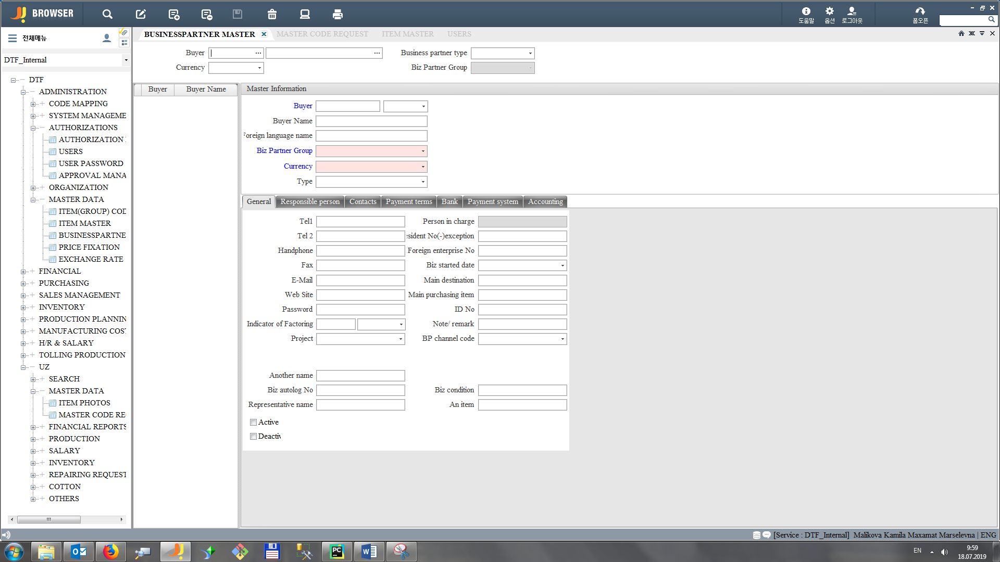 BROWSER
도움말 옵션 로그아웃 폼오픈
전체메뉴
BUSINESSPARTNER MASTER MASTER CODE REQUEST ITEM MASTER USERS
DTF_Internal
Buyer Business partner type
Currency Biz Partner Group
DTF
ADMINISTRATION
CODE MAPPING
SYSTEM MANAGEME
AUTHORIZATIONS
AUTHORIZATION
USERS
USER PASSWORD
APPROVAL MANA
ORGANIZATION
MASTER DATA
ITEM(GROUP) COD
ITEM MASTER
BUSINESSPARTNE
PRICE FIXATION
EXCHANGE RATE
FINANCIAL
PURCHASING
SALES MANAGEMENT
INVENTORY
PRODUCTION PLANNIN
MANUFACTURING COS
H/R & SALARY
TOLLING PRODUCTION
UZ
SEARCH
MASTER DATA
ITEM PHOTOS
MASTER CODE RE
FINANCIAL REPORTS
PRODUCTION
SALARY
INVENTORY
REPAIRING REQUEST
COTTON
OTHERS
Buyer Buyer Name
Master Information
Buyer
Buyer Name
Foreign language name
Biz Partner Group
Currency
Type
General Responsible person Contacts Payment terms Bank Payment system Accounting
Tel1 Person in charge
Tel 2 sident No(-)exception
Handphone Foreign enterprise No
Fax Biz started date
E-Mail Main destination
Web Site Main purchasing item
Password ID No
Indicator of Factoring Note/ remark
Project BP channel code
Another name
Biz autolog No Biz condition
Representative name An item
Active
Deactiv
[Service : DTF_Internal] Malikova Kamila Maxamat Marselevna | ENG
EN 9:59
18.07.2019